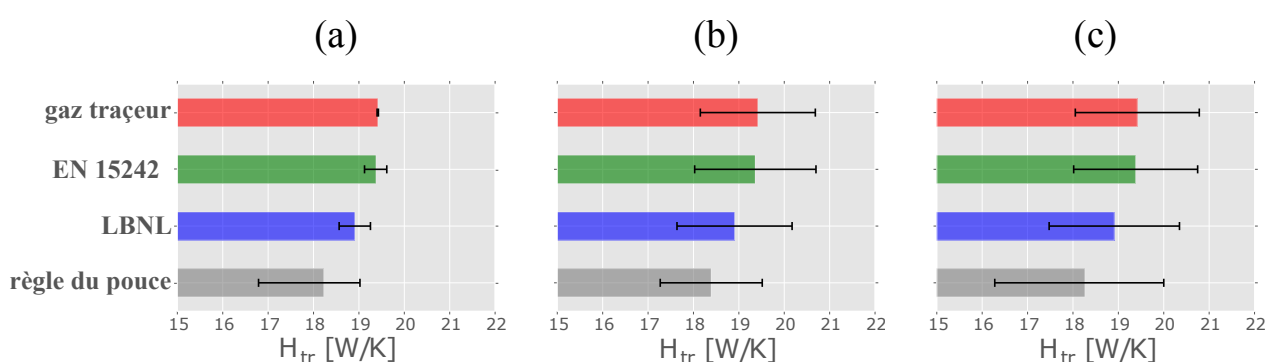 (a) (b) (c)
gaz traçeur
EN 15242
LBNL
règle du pouce
15 16 17 18 19 20 21 22 15 16 17 18 19 20 21 22 15 16 17 18 19 20 21 22
H_tr [W/K] H_tr [W/K] H_tr [W/K]